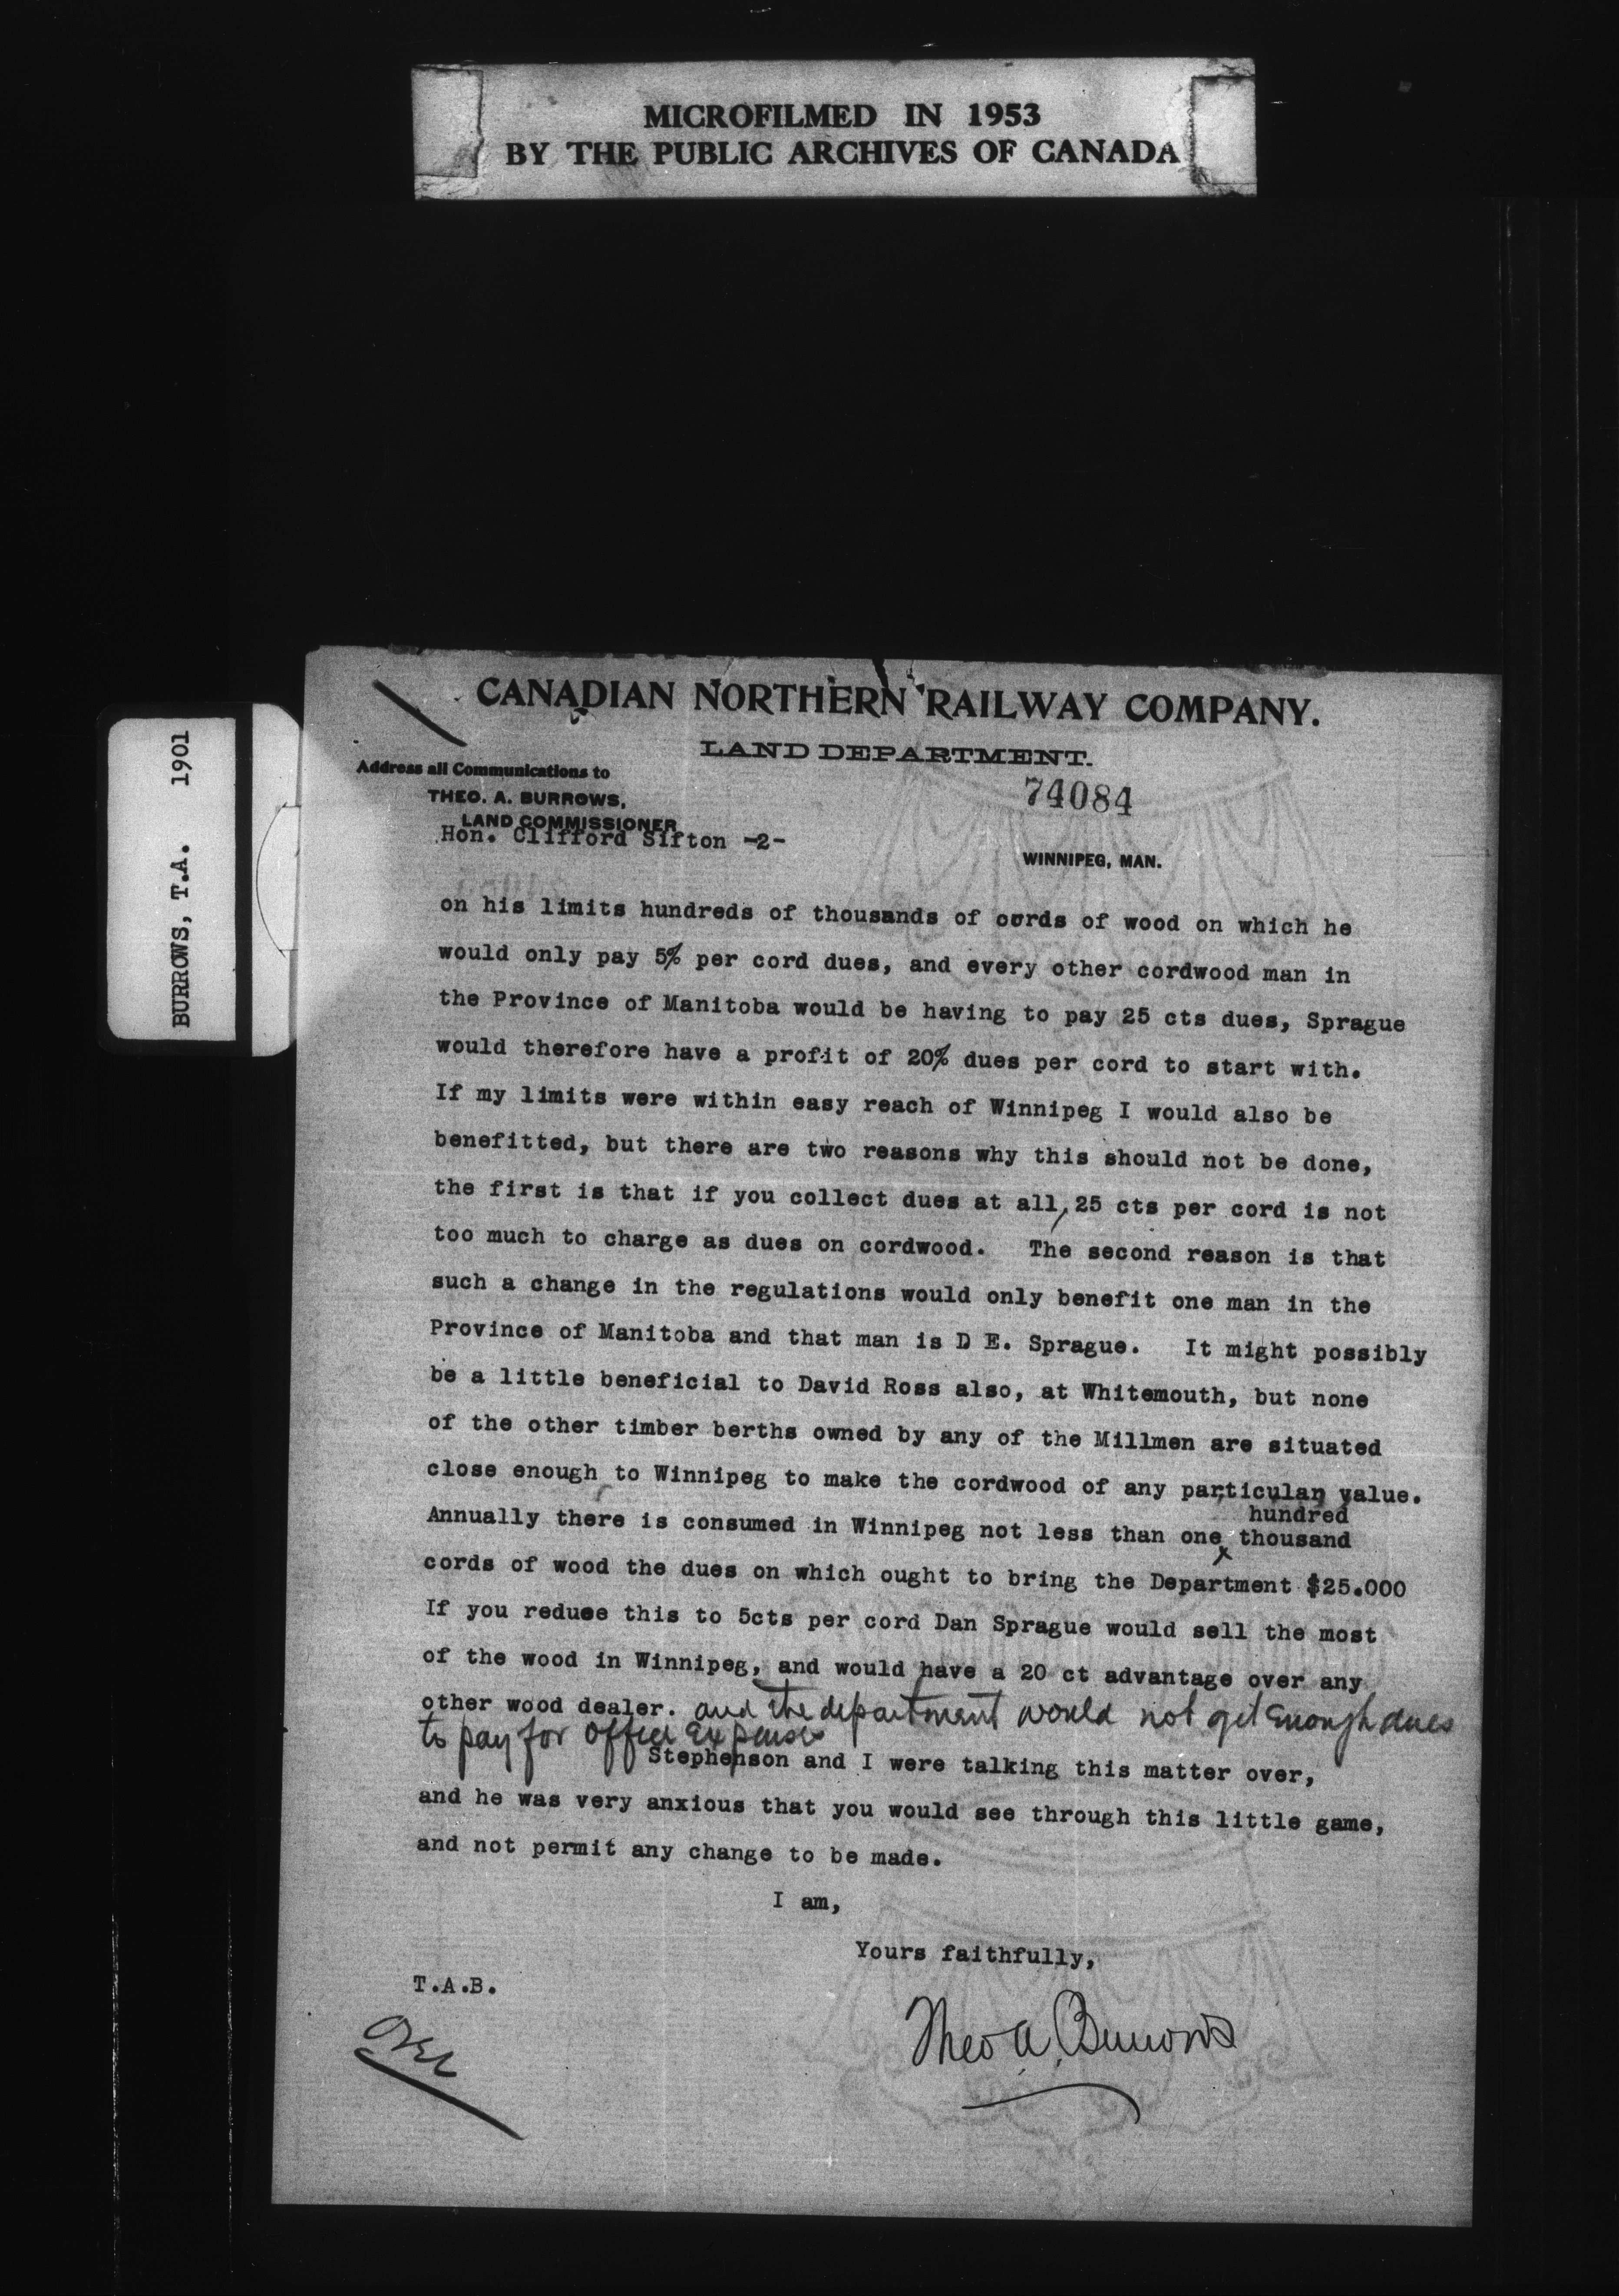 MICROFILMED IN 1953
BY THE PUBLIC ARCHIVES OF CANADA
BURROWS, T.A. 1901
CANADIAN NORTHERN RAILWAY COMPANY.
LAND DEPARTMENT.
Address all Communications to
THEO. A. BURROWS,
LAND COMMISSIONER
74084
Hon. Clifford Sifton -2-
WINNIPEG, MAN.
on his limits hundreds of thousands of cords of wood on which he
would only pay 5% per cord dues, and every other cordwood man in
the Province of Manitoba would be having to pay 25 cts dues, Sprague
would therefore have a profit of 20% dues per cord to start with.
If my limits were within easy reach of Winnipeg I would also be
benefitted, but there are two reasons why this should not be done,
the first is that if you collect dues at all, 25 cts per cord is not
too much to charge as dues on cordwood. The second reason is that
such a change in the regulations would only benefit one man in the
Province of Manitoba and that man is D E. Sprague. It might possibly
be a little beneficial to David Ross also, at Whitemouth, but none
of the other timber berths owned by any of the Millmen are situated
close enough to Winnipeg to make the cordwood of any particular value.
hundred
Annually there is consumed in Winnipeg not less than one x thousand
cords of wood the dues on which ought to bring the Department $25.000
If you reduse this to 5cts per cord Dan Sprague would sell the most
of the wood in Winnipeg, and would have a 20 ct advantage over any
other wood dealer. and the department would not get enough dues
to pay for office expenses
Stephenson and I were talking this matter over,
and he was very anxious that you would see through this little game,
and not permit any change to be made.
I am,
Yours faithfully,
T.A.B.
Theo A. Burrows
Over